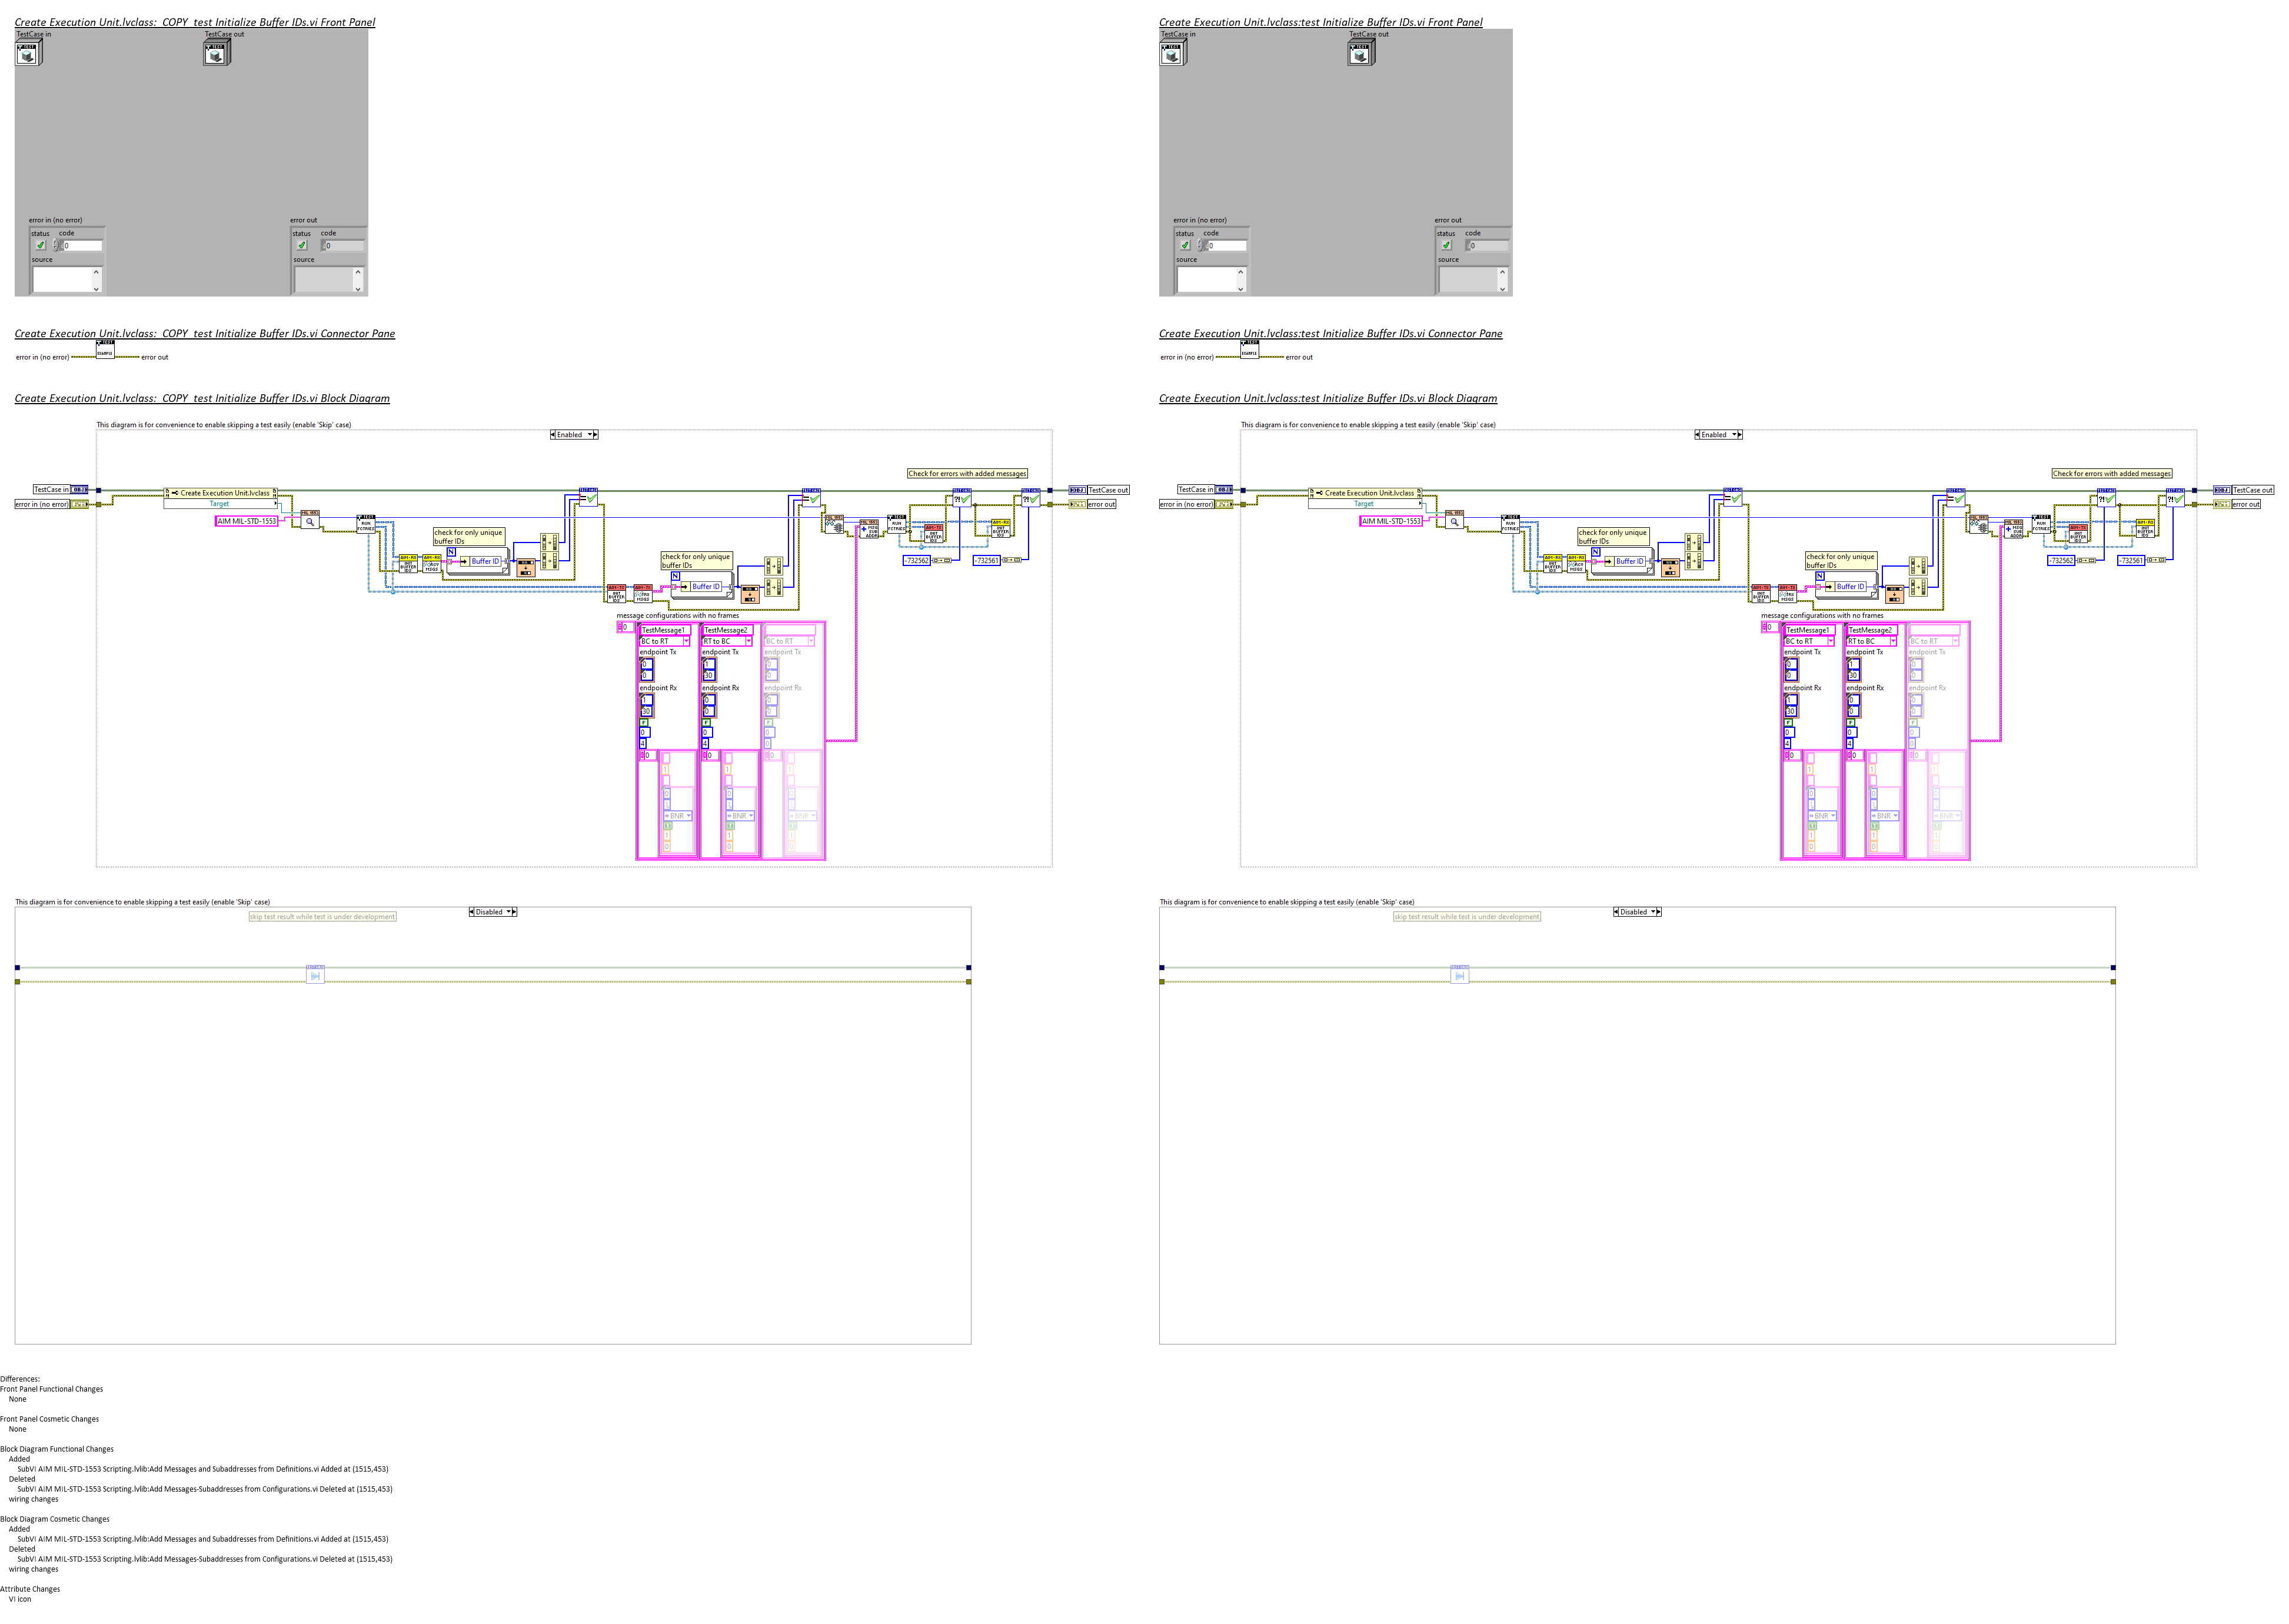 Create Execution Unit.lvclass:_COPY_test Initialize Buffer IDs.vi Front Panel
TestCase in
TestCase out
error in (no error)
status code
0
source
error out
status code
0
source
Create Execution Unit.lvclass:_COPY_test Initialize Buffer IDs.vi Connector Pane
error in (no error)
error out
Create Execution Unit.lvclass:_COPY_test Initialize Buffer IDs.vi Block Diagram
This diagram is for convenience to enable skipping a test easily (enable 'Skip' case)
Enabled
Check for errors with added messages
TestCase in
TestCase out
error in (no error)
error out
Create Execution Unit.lvclass
Target
AIM MIL-STD-1553
check for only unique
buffer IDs
Buffer ID
check for only unique
buffer IDs
Buffer ID
-732562
-732561
message configurations with no frames
0
TestMessage1
BC to RT
endpoint Tx
0
0
endpoint Rx
1
30
F
0
4
TestMessage2
RT to BC
endpoint Tx
1
30
endpoint Rx
0
0
F
0
4
BC to RT
endpoint Tx
endpoint Rx
BNR
BNR
BNR
This diagram is for convenience to enable skipping a test easily (enable 'Skip' case)
Disabled
skip test result while test is under development
Create Execution Unit.lvclass:test Initialize Buffer IDs.vi Front Panel
TestCase in
TestCase out
error in (no error)
status code
0
source
error out
status code
0
source
Create Execution Unit.lvclass:test Initialize Buffer IDs.vi Connector Pane
error in (no error)
error out
Create Execution Unit.lvclass:test Initialize Buffer IDs.vi Block Diagram
This diagram is for convenience to enable skipping a test easily (enable 'Skip' case)
Enabled
Check for errors with added messages
TestCase in
TestCase out
error in (no error)
error out
Create Execution Unit.lvclass
Target
AIM MIL-STD-1553
check for only unique
buffer IDs
Buffer ID
check for only unique
buffer IDs
Buffer ID
-732562
-732561
message configurations with no frames
0
TestMessage1
BC to RT
endpoint Tx
0
0
endpoint Rx
1
30
F
0
4
TestMessage2
RT to BC
endpoint Tx
1
30
endpoint Rx
0
0
F
0
4
BC to RT
endpoint Tx
endpoint Rx
BNR
BNR
BNR
This diagram is for convenience to enable skipping a test easily (enable 'Skip' case)
Disabled
skip test result while test is under development
Differences:
Front Panel Functional Changes
None
Front Panel Cosmetic Changes
None
Block Diagram Functional Changes
Added
SubVI AIM MIL-STD-1553 Scripting.lvlib:Add Messages and Subaddresses from Definitions.vi Added at (1515,453)
Deleted
SubVI AIM MIL-STD-1553 Scripting.lvlib:Add Messages-Subaddresses from Configurations.vi Deleted at (1515,453)
wiring changes
Block Diagram Cosmetic Changes
Added
SubVI AIM MIL-STD-1553 Scripting.lvlib:Add Messages and Subaddresses from Definitions.vi Added at (1515,453)
Deleted
SubVI AIM MIL-STD-1553 Scripting.lvlib:Add Messages-Subaddresses from Configurations.vi Deleted at (1515,453)
wiring changes
Attribute Changes
VI icon